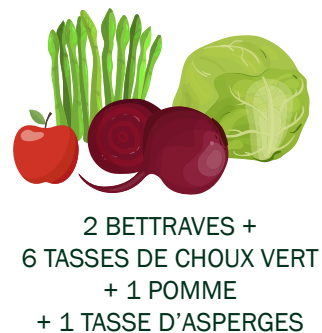 2 BETTRAVES +
6 TASSES DE CHOUX VERT
+ 1 POMME
+ 1 TASSE D’ASPERGES